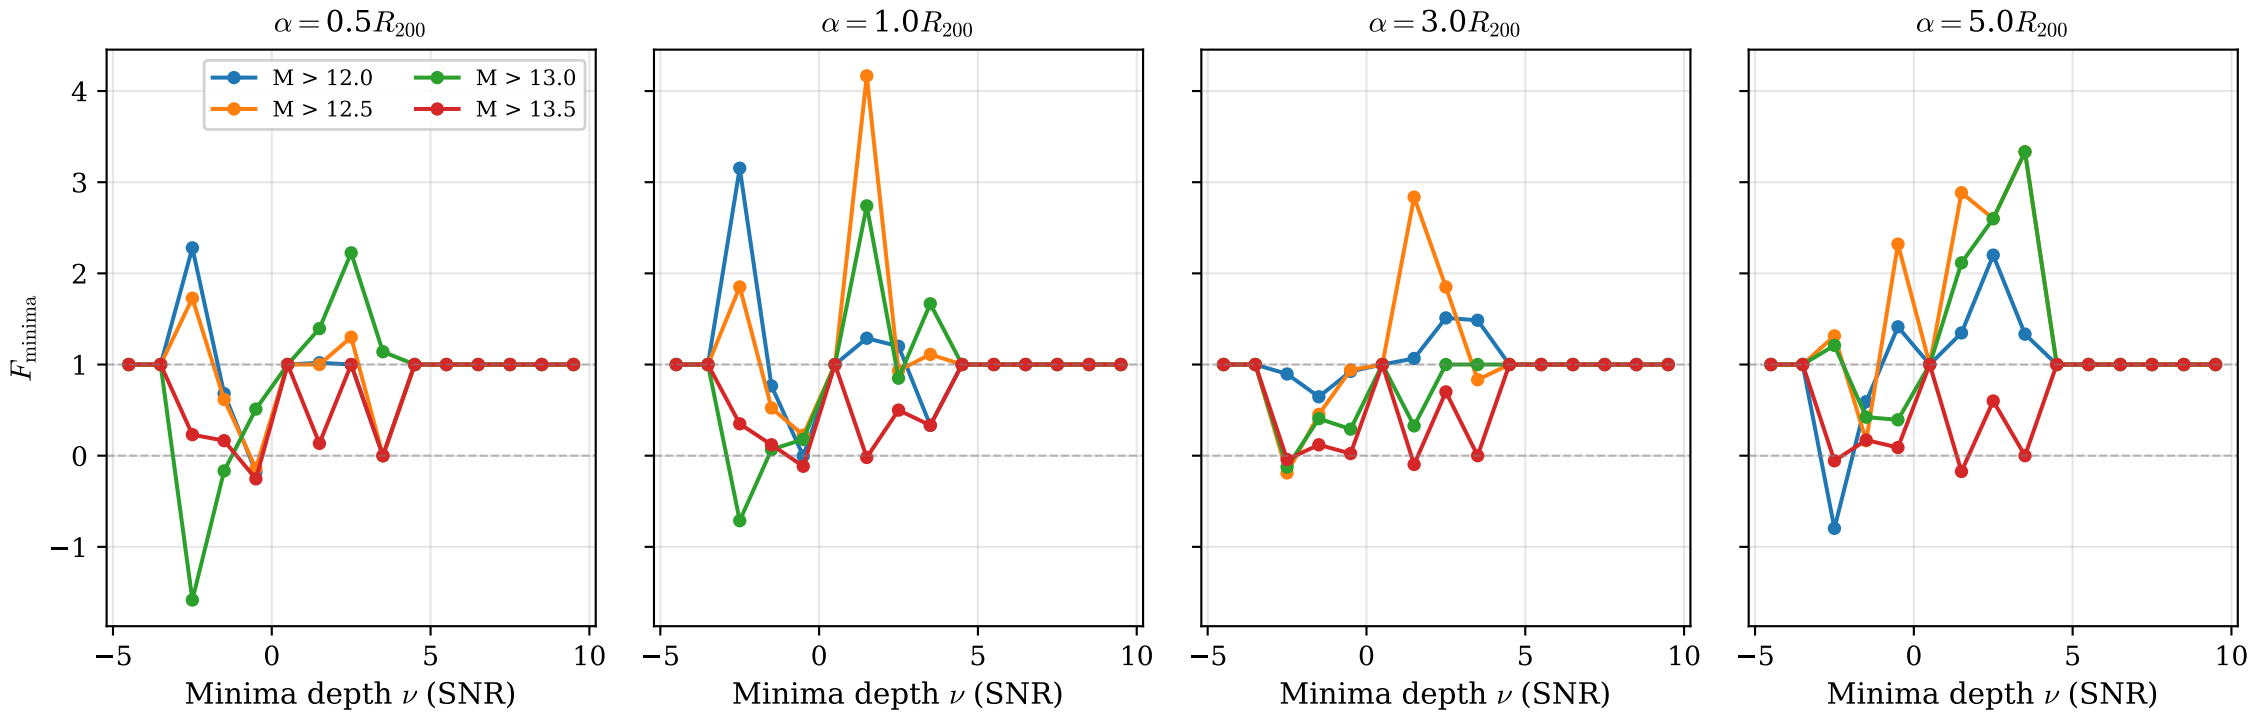 α = 0.5R₂₀₀
α = 1.0R₂₀₀
α = 3.0R₂₀₀
α = 5.0R₂₀₀
M > 12.0
M > 12.5
M > 13.0
M > 13.5
F_minima
4
3
2
1
0
−1
−5 0 5 10
−5 0 5 10
−5 0 5 10
−5 0 5 10
Minima depth ν (SNR)
Minima depth ν (SNR)
Minima depth ν (SNR)
Minima depth ν (SNR)